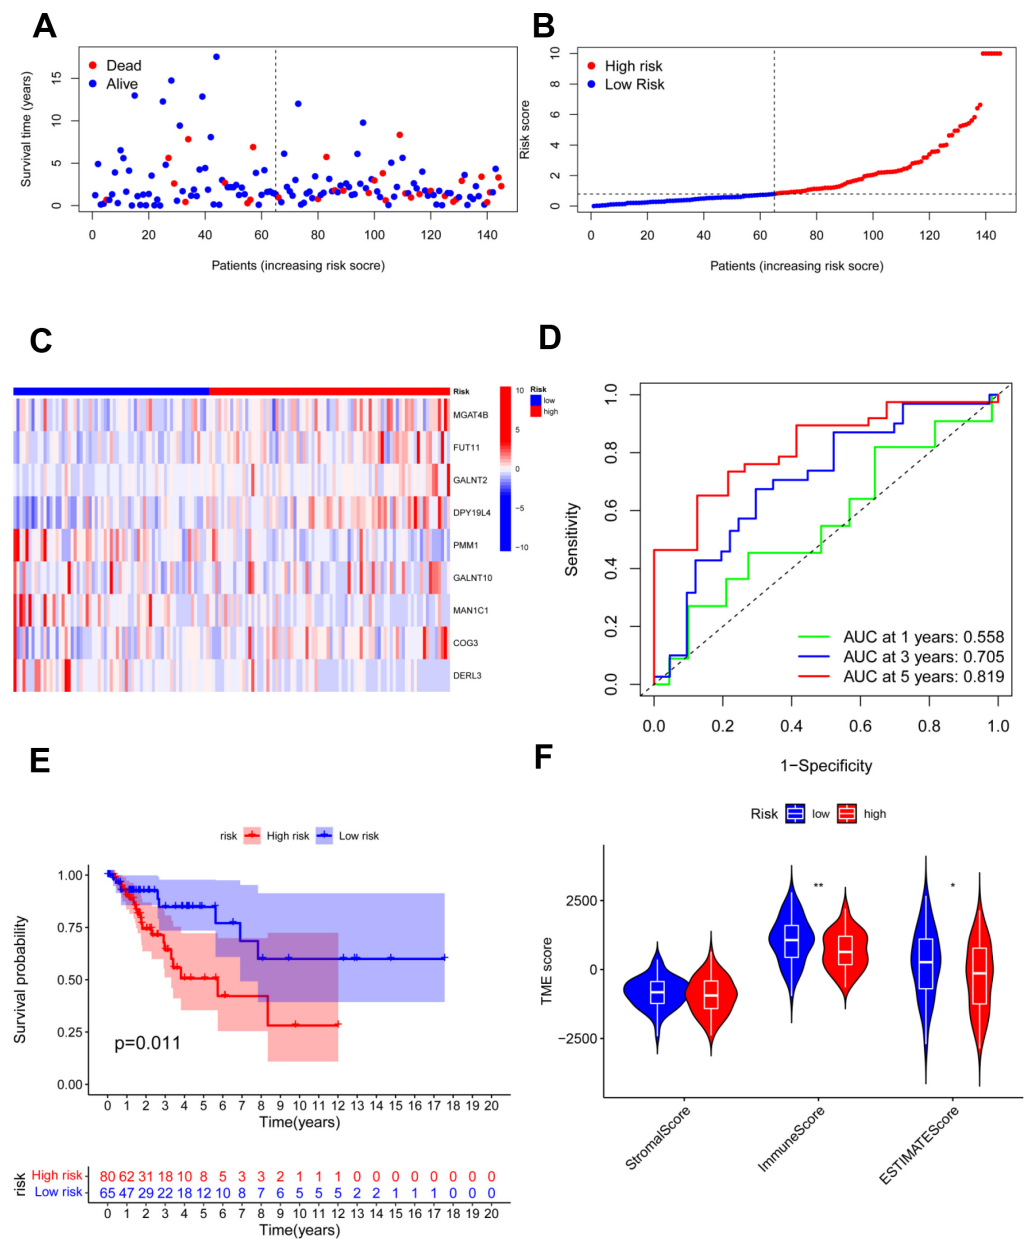 A
Dead
Alive
Survival time (years)
0
5
10
15
0 20 40 60 80 100 120 140
Patients (increasing risk socre)
B
High risk
Low Risk
Risk score
0
2
4
6
8
10
0 20 40 60 80 100 120 140
Patients (increasing risk socre)
C
Risk
MGAT4B
FUT11
GALNT2
DPY19L4
PMM1
GALNT10
MAN1C1
COG3
DERL3
10
5
0
−5
−10
Risk
low
high
D
Sensitivity
0.0
0.2
0.4
0.6
0.8
1.0
AUC at 1 years: 0.558
AUC at 3 years: 0.705
AUC at 5 years: 0.819
0.0 0.2 0.4 0.6 0.8 1.0
1−Specificity
E
risk High risk Low risk
Survival probability
1.00
0.75
0.50
0.25
0.00
p=0.011
0 1 2 3 4 5 6 7 8 9 10 11 12 13 14 15 16 17 18 19 20
Time(years)
risk
High risk 80 62 31 18 10 8 5 3 3 2 1 1 1 0 0 0 0 0 0 0 0
Low risk 65 47 29 22 18 12 10 8 7 6 5 5 5 2 2 1 1 1 0 0 0
0 1 2 3 4 5 6 7 8 9 10 11 12 13 14 15 16 17 18 19 20
Time(years)
F
Risk low high
TME score
2500
0
−2500
**
*
StromalScore
ImmuneScore
ESTIMATEScore